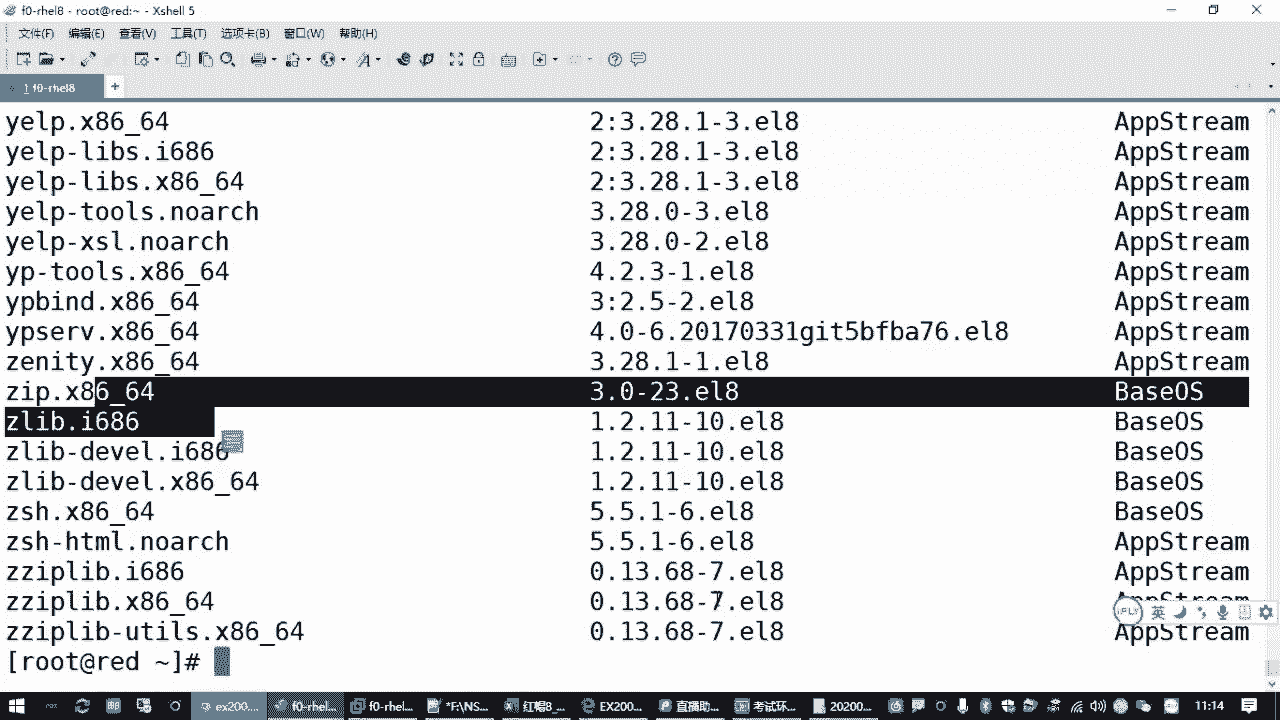 f0-rhel8 - root@red:~ - Xshell 5
文件(F) 编辑(E) 查看(V) 工具(T) 选项卡(B) 窗口(W) 帮助(H)
1 f0-rhel8
yelp.x86_64 2:3.28.1-3.el8 AppStream
yelp-libs.i686 2:3.28.1-3.el8 AppStream
yelp-libs.x86_64 2:3.28.1-3.el8 AppStream
yelp-tools.noarch 3.28.0-3.el8 AppStream
yelp-xsl.noarch 3.28.0-2.el8 AppStream
yp-tools.x86_64 4.2.3-1.el8 AppStream
ypbind.x86_64 3:2.5-2.el8 AppStream
ypserv.x86_64 4.0-6.20170331git5bfba76.el8 AppStream
zenity.x86_64 3.28.1-1.el8 AppStream
zip.x86_64 3.0-23.el8 BaseOS
zlib.i686 1.2.11-10.el8 BaseOS
zlib-devel.i686 1.2.11-10.el8 BaseOS
zlib-devel.x86_64 1.2.11-10.el8 BaseOS
zsh.x86_64 5.5.1-6.el8 BaseOS
zsh-html.noarch 5.5.1-6.el8 AppStream
zziplib.i686 0.13.68-7.el8 AppStream
zziplib.x86_64 0.13.68-7.el8 AppStream
zziplib-utils.x86_64 0.13.68-7.el8 AppStream
[root@red ~]#
iFLY 英
ex200.... f0-rhel... f0-rhel... *F:\NS... 红帽8_... EX200... 直播助... 考试环... 20200... 11:14